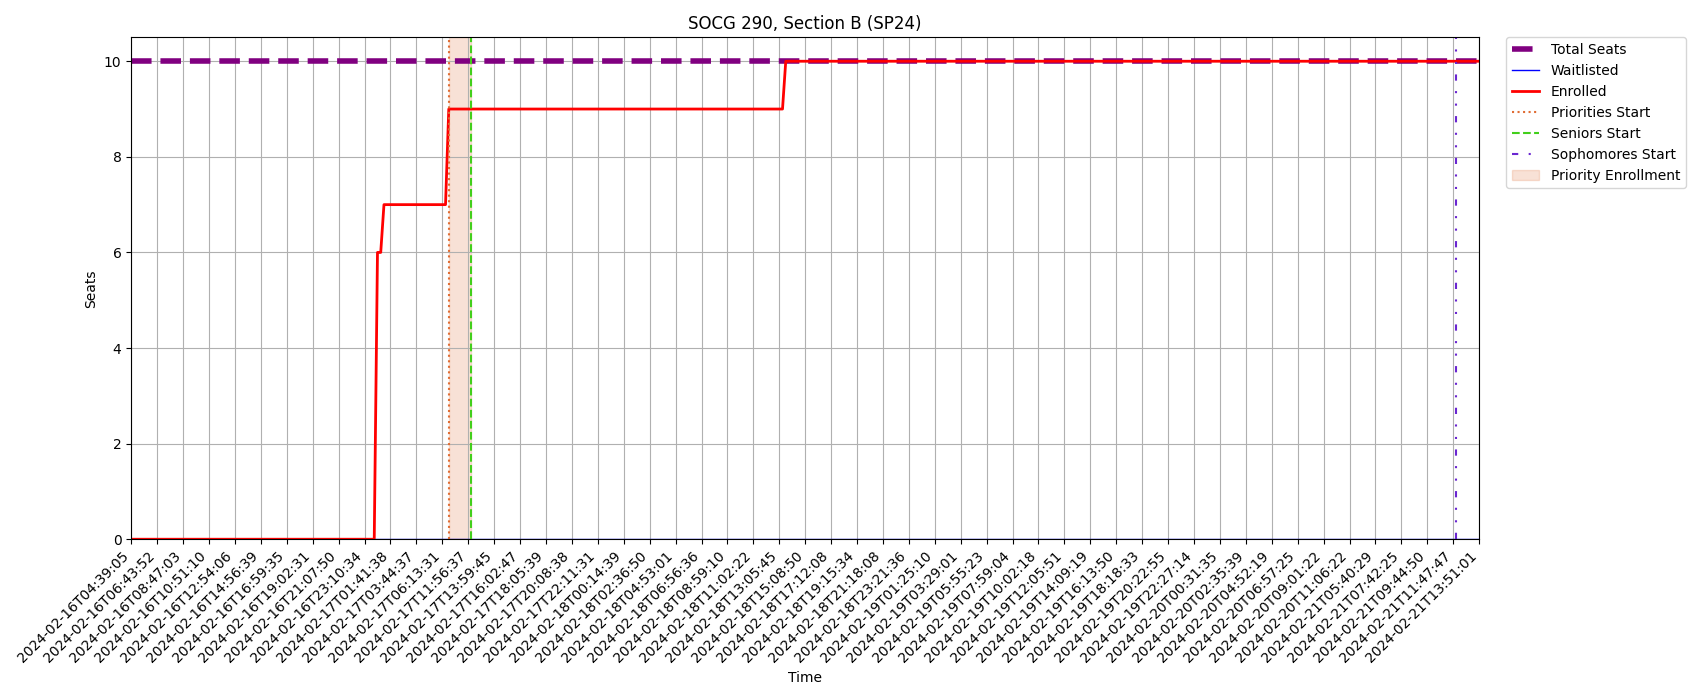 SOCG 290, Section B (SP24)
Total Seats
Waitlisted
Enrolled
Priorities Start
Seniors Start
Sophomores Start
Priority Enrollment
Seats
10
8
6
4
2
0
2024-02-16T04:39:05
2024-02-16T06:43:52
2024-02-16T08:47:03
2024-02-16T10:51:10
2024-02-16T12:54:06
2024-02-16T14:56:39
2024-02-16T16:59:35
2024-02-16T19:02:31
2024-02-16T21:07:50
2024-02-16T23:10:34
2024-02-17T01:41:38
2024-02-17T03:44:37
2024-02-17T06:13:31
2024-02-17T11:56:37
2024-02-17T13:59:45
2024-02-17T16:02:47
2024-02-17T18:05:39
2024-02-17T20:08:38
2024-02-17T22:11:31
2024-02-18T00:14:39
2024-02-18T02:36:50
2024-02-18T04:53:01
2024-02-18T06:56:36
2024-02-18T08:59:10
2024-02-18T11:02:22
2024-02-18T13:05:45
2024-02-18T15:08:50
2024-02-18T17:12:08
2024-02-18T19:15:34
2024-02-18T21:18:08
2024-02-18T23:21:36
2024-02-19T01:25:10
2024-02-19T03:29:01
2024-02-19T05:55:23
2024-02-19T07:59:04
2024-02-19T10:02:18
2024-02-19T12:05:51
2024-02-19T14:09:19
2024-02-19T16:13:50
2024-02-19T18:18:33
2024-02-19T20:22:55
2024-02-19T22:27:14
2024-02-20T00:31:35
2024-02-20T02:35:39
2024-02-20T04:52:19
2024-02-20T06:57:25
2024-02-20T09:01:22
2024-02-20T11:06:22
2024-02-21T05:40:29
2024-02-21T07:42:25
2024-02-21T09:44:50
2024-02-21T11:47:47
2024-02-21T13:51:01
Time